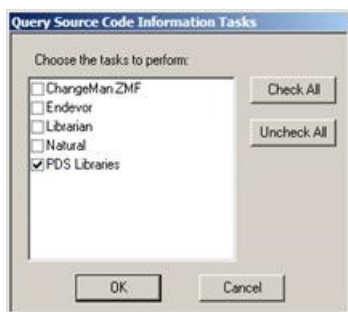 Query Source Code Information Tasks
Choose the tasks to perform:
ChangeMan ZMF
Check All
Endevor
Librarian
Uncheck All
Natural
PDS Libraries
OK
Cancel